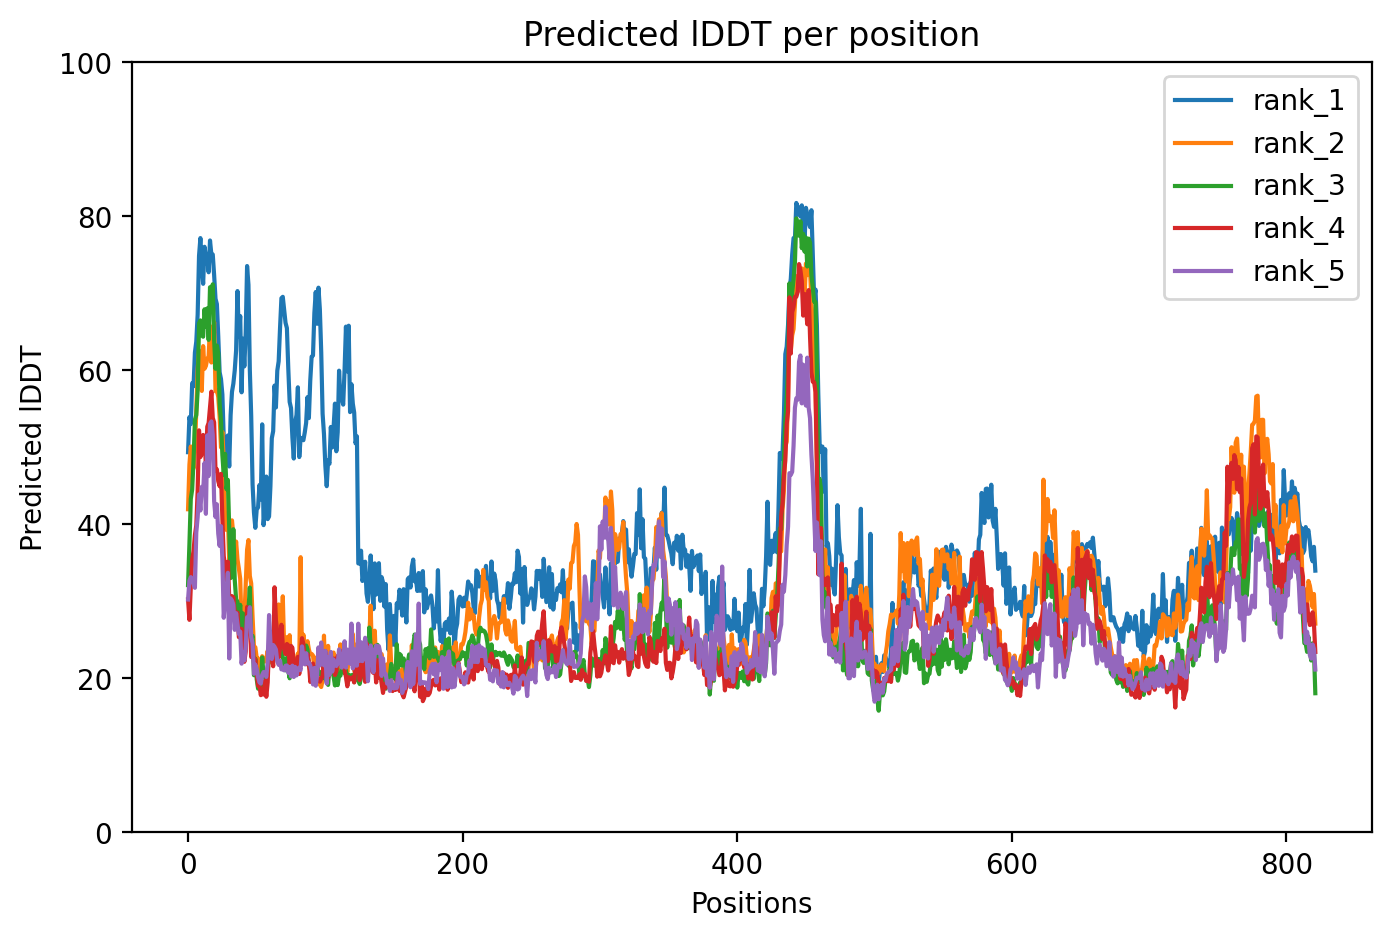 Predicted lDDT per position
100
80
60
40
20
0
Predicted lDDT
0 200 400 600 800
Positions
rank_1
rank_2
rank_3
rank_4
rank_5